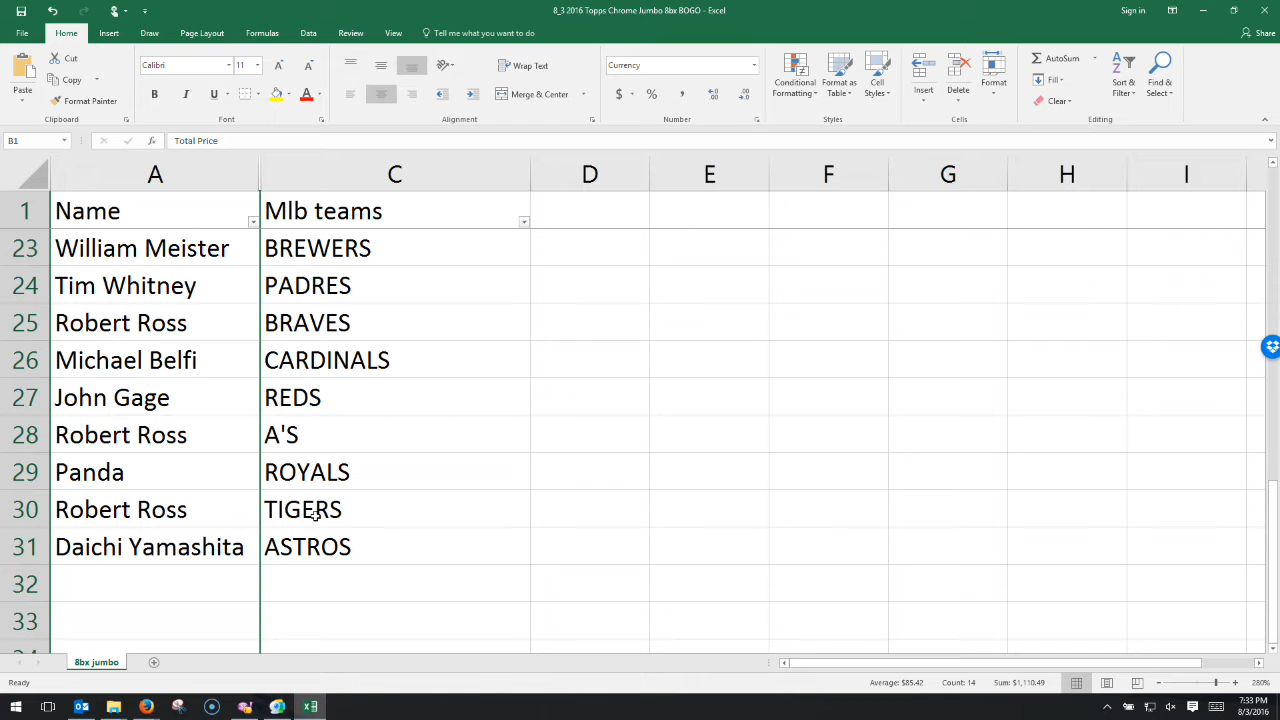 8_3 2016 Topps Chrome Jumbo 8bx BOGO - Excel
Sign in
File Home Insert Draw Page Layout Formulas Data Review View Tell me what you want to do Share
Paste
Cut
Copy
Format Painter
Clipboard
Calibri 11
B I U
Font
Wrap Text
Merge & Center
Alignment
Currency
$ % ,
Number
Conditional Formatting
Format as Table
Cell Styles
Styles
Insert
Delete
Format
Cells
AutoSum
Fill
Clear
Sort & Filter
Find & Select
Editing
B1 Total Price
A C D E F G H I
1 Name Mlb teams
23 William Meister BREWERS
24 Tim Whitney PADRES
25 Robert Ross BRAVES
26 Michael Belfi CARDINALS
27 John Gage REDS
28 Robert Ross A'S
29 Panda ROYALS
30 Robert Ross TIGERS
31 Daichi Yamashita ASTROS
32
33
8bx jumbo
Ready
Average: $85.42 Count: 14 Sum: $1,110.49
280%
7:33 PM
8/3/2016